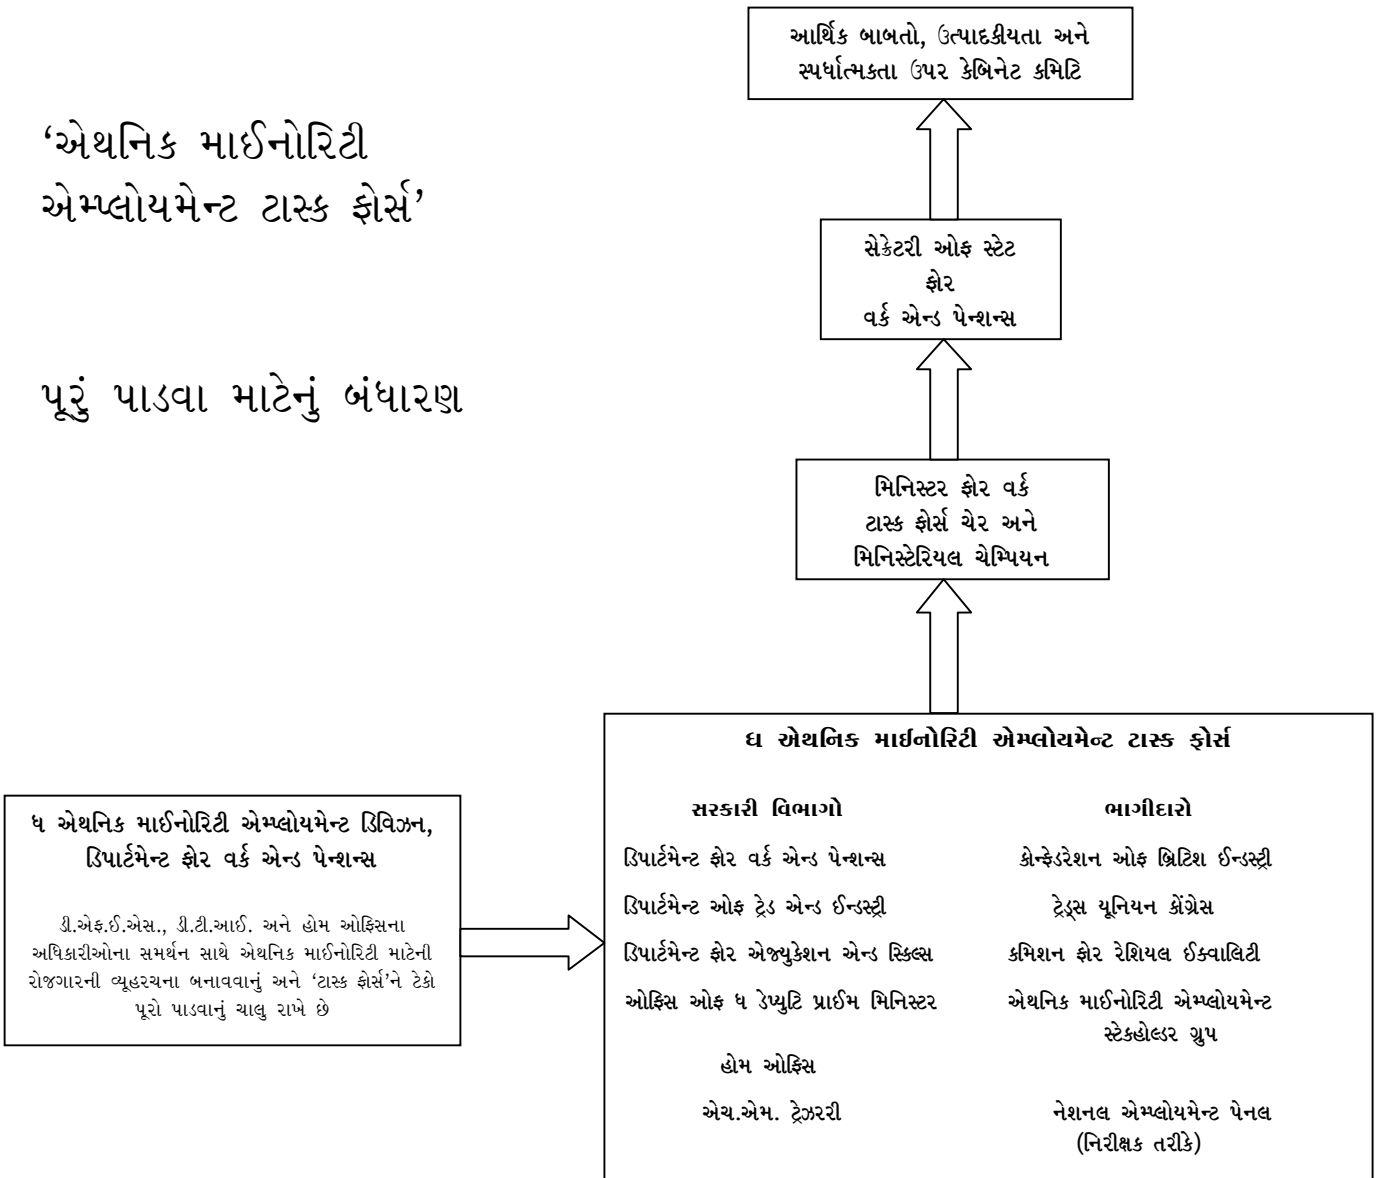 આર્થિક બાબતો, ઉત્પાદકીયતા અને
સ્પર્ધાત્મકતા ઉપર કેબિનેટ કમિટિ
‘એથનિક માઈનોરિટી
એમ્પ્લોયમેન્ટ ટાસ્ક ફોર્સ’
સેક્રેટરી ઓફ સ્ટેટ
ફોર
વર્ક એન્ડ પેન્શન્સ
પૂરું પાડવા માટેનું બંધારણ
મિનિસ્ટર ફોર વર્ક
ટાસ્ક ફોર્સ ચેર અને
મિનિસ્ટેરિયલ ચેમ્પિયન
ધ એથનિક માઈનોરિટી એમ્પ્લોયમેન્ટ ડિવિઝન,
ડિપાર્ટમેન્ટ ફોર વર્ક એન્ડ પેન્શન્સ
ડી.એફ.ઈ.એસ., ડી.ટી.આઈ. અને હોમ ઓફિસના
અધિકારીઓના સમર્થન સાથે એથનિક માઈનોરિટી માટેની
રોજગારની વ્યૂહરચના બનાવવાનું અને ‘ટાસ્ક ફોર્સ’ને ટેકો
પૂરો પાડવાનું ચાલુ રાખે છે
ધ એથનિક માઈનોરિટી એમ્પ્લોયમેન્ટ ટાસ્ક ફોર્સ
સરકારી વિભાગો
ડિપાર્ટમેન્ટ ફોર વર્ક એન્ડ પેન્શન્સ
ડિપાર્ટમેન્ટ ઓફ ટ્રેડ એન્ડ ઈન્ડસ્ટ્રી
ડિપાર્ટમેન્ટ ફોર એજ્યુકેશન એન્ડ સ્કિલ્સ
ઓફિસ ઓફ ધ ડેપ્યુટિ પ્રાઈમ મિનિસ્ટર
હોમ ઓફિસ
એચ.એમ. ટ્રેઝરરી
ભાગીદારો
કોન્ફેડરેશન ઓફ બ્રિટિશ ઈન્ડસ્ટ્રી
ટ્રેડ્સ યૂનિયન કોંગ્રેસ
કમિશન ફોર રેશિયલ ઈક્વાલિટી
એથનિક માઈનોરિટી એમ્પ્લોયમેન્ટ
સ્ટેકહોલ્ડર ગ્રુપ
નેશનલ એમ્પ્લોયમેન્ટ પેનલ
(નિરીક્ષક તરીકે)